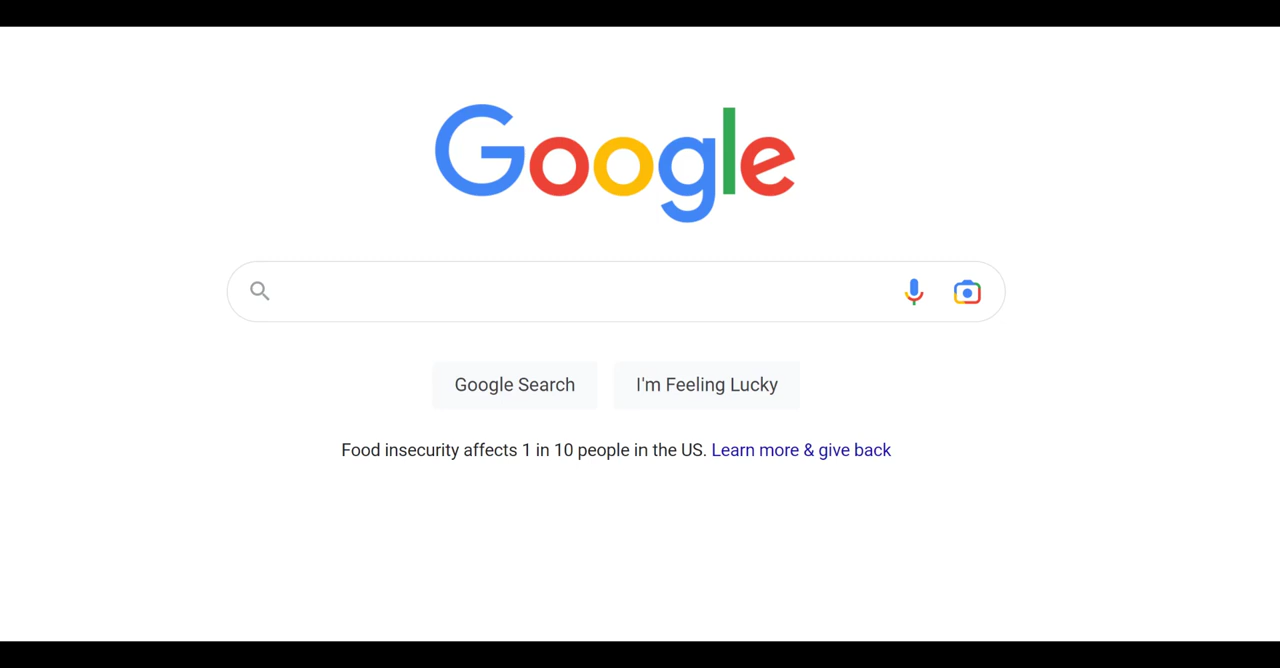 Google
Google Search
I'm Feeling Lucky
Food insecurity affects 1 in 10 people in the US. Learn more & give back